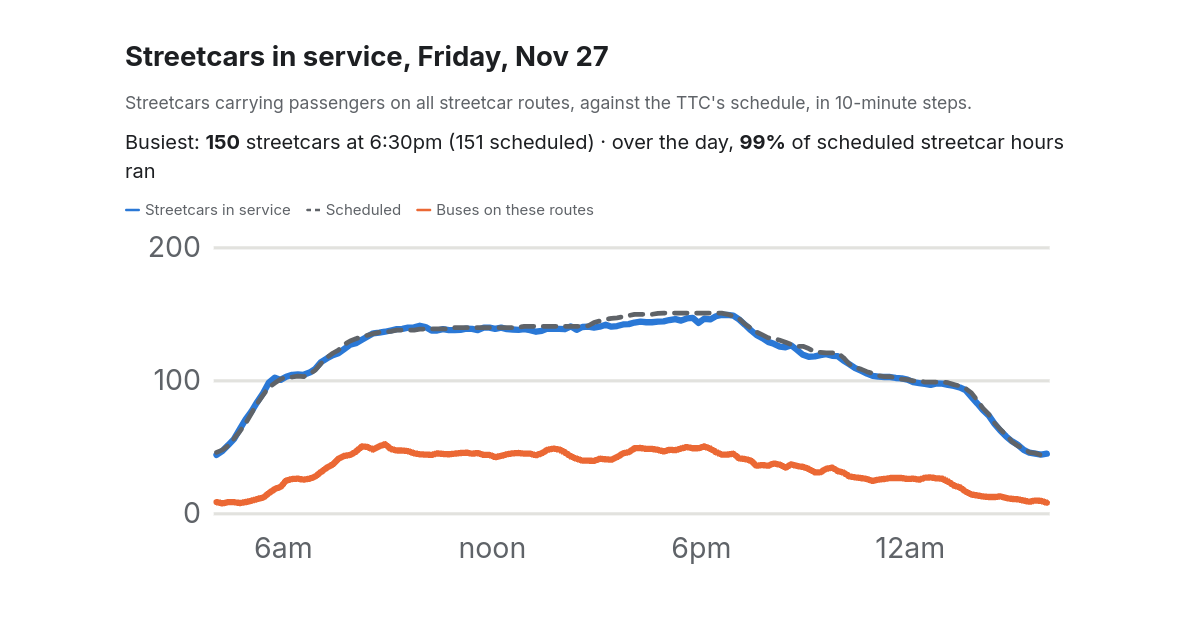 Streetcars in service, Friday, Nov 27
Streetcars carrying passengers on all streetcar routes, against the TTC's schedule, in 10-minute steps.
Busiest: 150 streetcars at 6:30pm (151 scheduled) · over the day, 99% of scheduled streetcar hours
ran
Streetcars in service Scheduled Buses on these routes
200
100
0
6am noon 6pm 12am